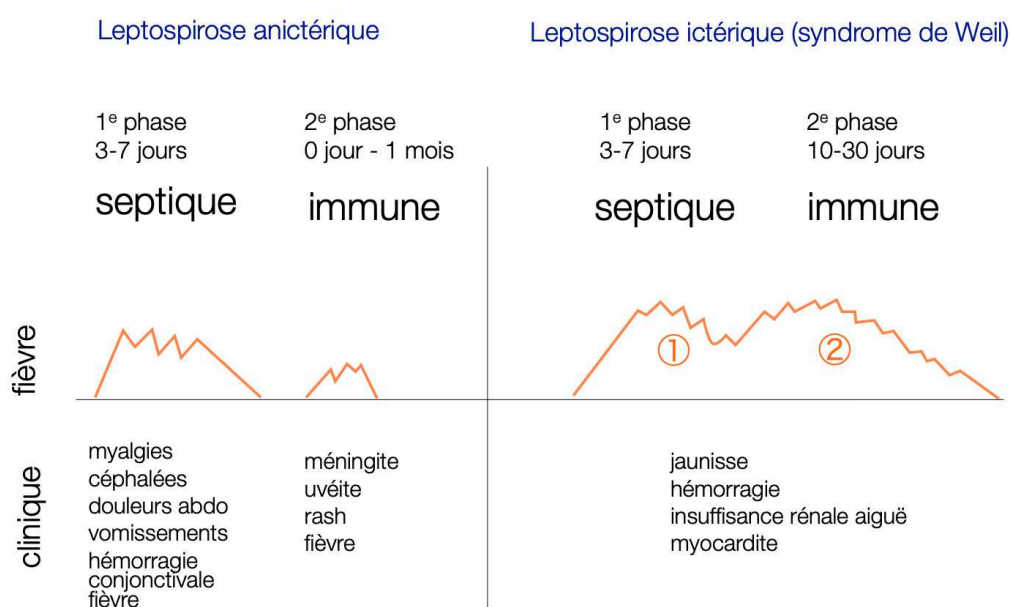 Leptospirose anictérique
Leptospirose ictérique (syndrome de Weil)
1e phase
3-7 jours
septique
2e phase
0 jour - 1 mois
immune
1e phase
3-7 jours
septique
2e phase
10-30 jours
immune
fièvre
①
②
clinique
myalgies
céphalées
douleurs abdo
vomissements
hémorragie
conjonctivale
fièvre
méningite
uvéite
rash
fièvre
jaunisse
hémorragie
insuffisance rénale aiguë
myocardite